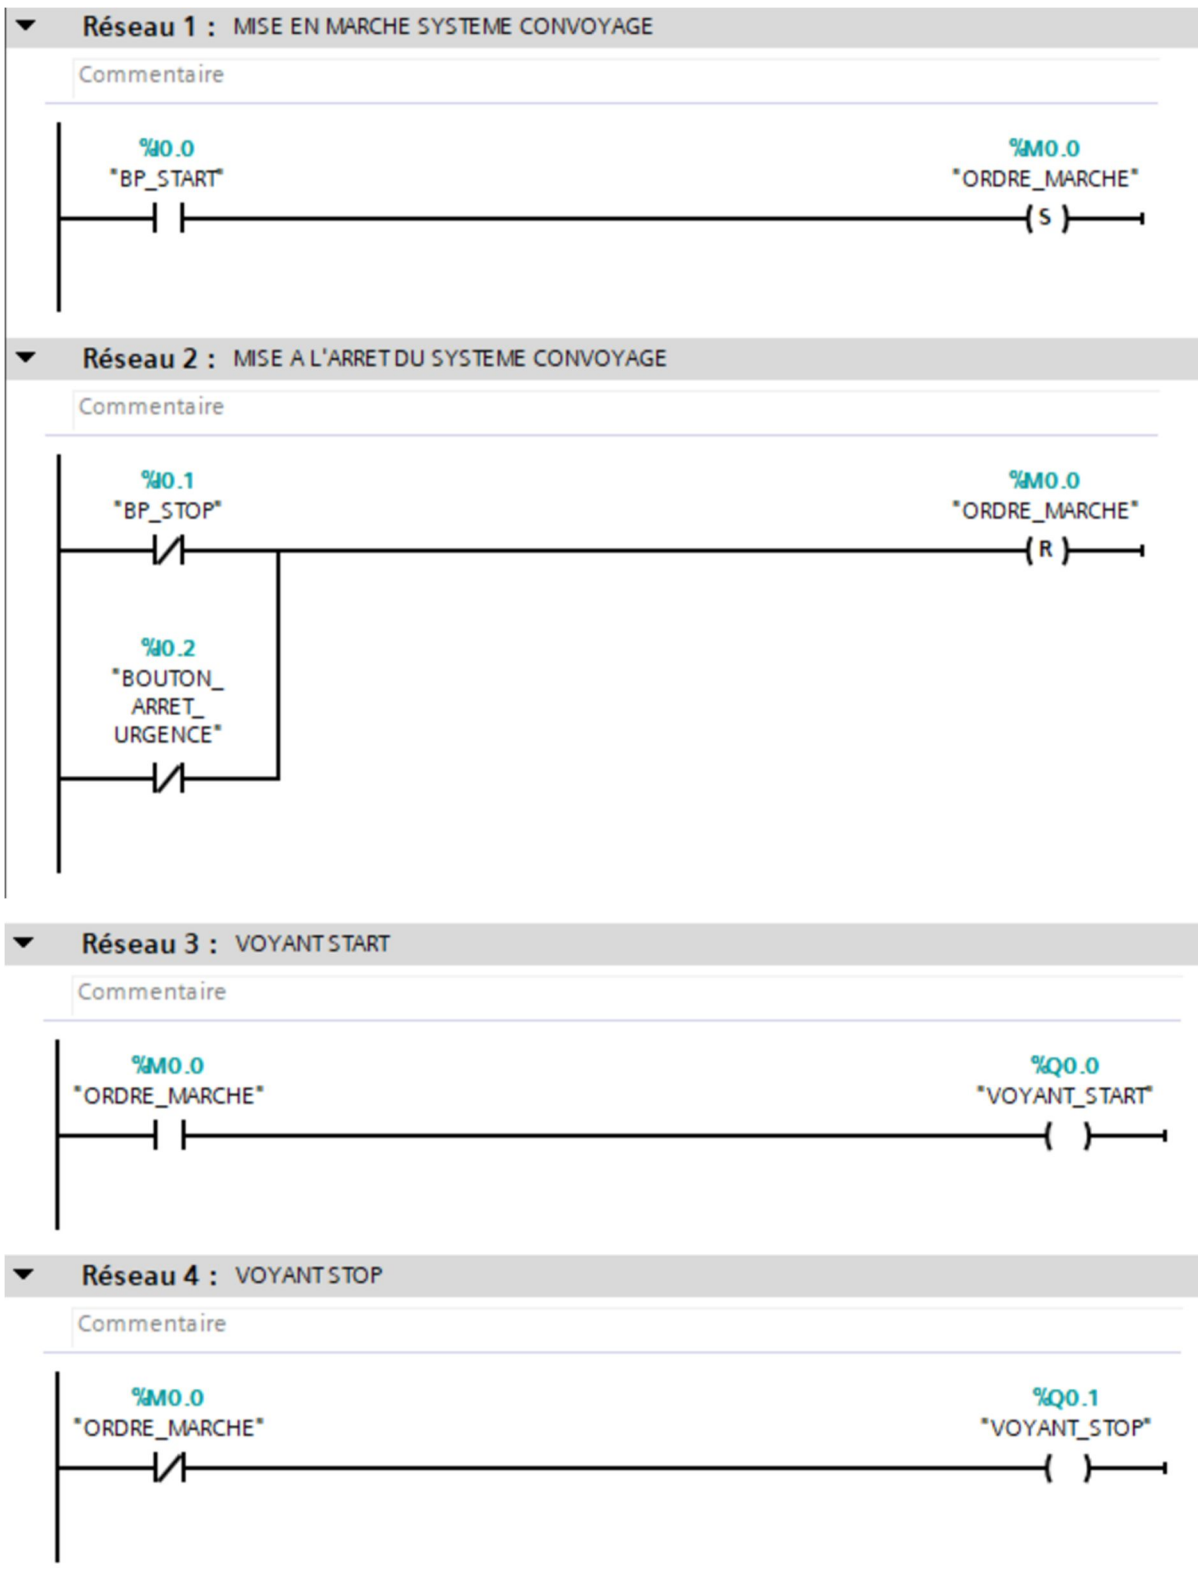 Réseau 1 : MISE EN MARCHE SYSTEME CONVOYAGE
Commentaire
%I0.0
"BP_START"
%M0.0
"ORDRE_MARCHE"
S
Réseau 2 : MISE A L'ARRET DU SYSTEME CONVOYAGE
Commentaire
%I0.1
"BP_STOP"
%M0.0
"ORDRE_MARCHE"
R
%I0.2
"BOUTON_
ARRET_
URGENCE"
Réseau 3 : VOYANT START
Commentaire
%M0.0
"ORDRE_MARCHE"
%Q0.0
"VOYANT_START"
Réseau 4 : VOYANT STOP
Commentaire
%M0.0
"ORDRE_MARCHE"
%Q0.1
"VOYANT_STOP"